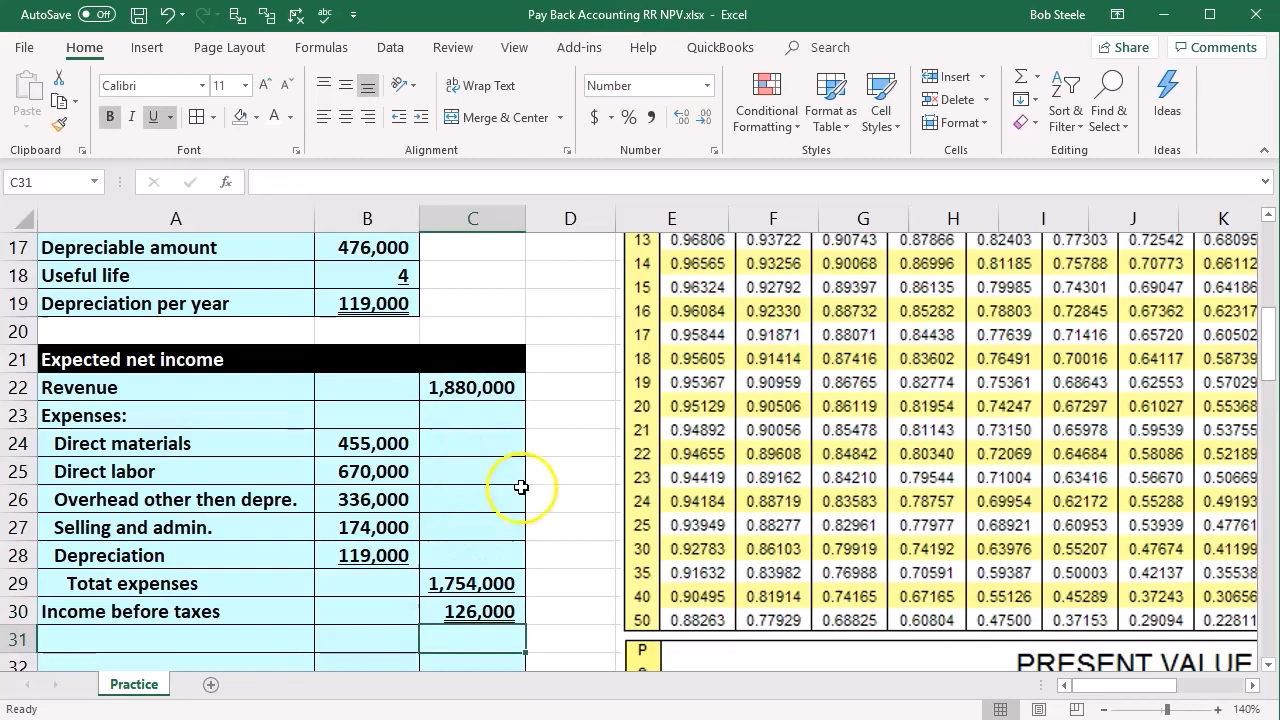 AutoSave Off Pay Back Accounting RR NPV.xlsx - Excel Bob Steele
File Home Insert Page Layout Formulas Data Review View Add-ins Help QuickBooks Search Share Comments
Paste Calibri 11 Wrap Text Number Conditional Formatting Format as Table Cell Styles Insert Sort & Filter Find & Select Ideas
B I U Merge & Center $ % Delete
Format
Clipboard Font Alignment Number Styles Cells Editing Ideas
C31 fx
A B C D E F G H I J K
17 Depreciable amount 476,000
18 Useful life 4
19 Depreciation per year 119,000
20
21 Expected net income
22 Revenue 1,880,000
23 Expenses:
24 Direct materials 455,000
25 Direct labor 670,000
26 Overhead other then depre. 336,000
27 Selling and admin. 174,000
28 Depreciation 119,000
29 Totat expenses 1,754,000
30 Income before taxes 126,000
31
32
13 0.96806 0.93722 0.90743 0.87866 0.82403 0.77303 0.72542 0.68095
14 0.96565 0.93256 0.90068 0.86996 0.81185 0.75788 0.70773 0.66112
15 0.96324 0.92792 0.89397 0.86135 0.79985 0.74301 0.69047 0.64186
16 0.96084 0.92330 0.88732 0.85282 0.78803 0.72845 0.67362 0.62317
17 0.95844 0.91871 0.88071 0.84438 0.77639 0.71416 0.65720 0.60502
18 0.95605 0.91414 0.87416 0.83602 0.76491 0.70016 0.64117 0.58739
19 0.95367 0.90959 0.86765 0.82774 0.75361 0.68643 0.62553 0.57029
20 0.95129 0.90506 0.86119 0.81954 0.74247 0.67297 0.61027 0.55368
21 0.94892 0.90056 0.85478 0.81143 0.73150 0.65978 0.59539 0.53755
22 0.94655 0.89608 0.84842 0.80340 0.72069 0.64684 0.58086 0.52189
23 0.94419 0.89162 0.84210 0.79544 0.71004 0.63416 0.56670 0.50669
24 0.94184 0.88719 0.83583 0.78757 0.69954 0.62172 0.55288 0.49193
25 0.93949 0.88277 0.82961 0.77977 0.68921 0.60953 0.53939 0.47761
30 0.92783 0.86103 0.79919 0.74192 0.63976 0.55207 0.47674 0.41199
35 0.91632 0.83982 0.76988 0.70591 0.59387 0.50003 0.42137 0.35538
40 0.90495 0.81914 0.74165 0.67165 0.55126 0.45289 0.37243 0.30656
50 0.88263 0.77929 0.68825 0.60804 0.47500 0.37153 0.29094 0.22811
P PRESENT VALUE
Practice
Ready 140%